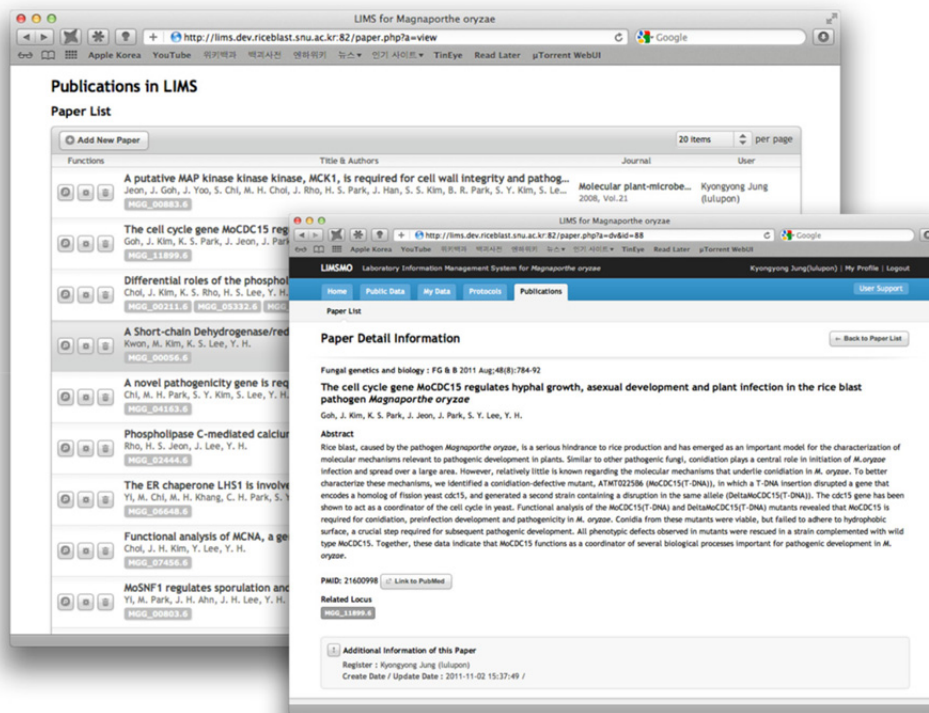 LIMS for Magnaporthe oryzae
http://lims.dev.riceblast.snu.ac.kr:82/paper.php?a=view
Google
Apple Korea YouTube 위키백과 백과사전 엔하위키 뉴스▾ 인기 사이트▾ TinEye Read Later µTorrent WebUI
Publications in LIMS
Paper List
Add New Paper
20 items per page
Functions Title & Authors Journal User
A putative MAP kinase kinase kinase, MCK1, is required for cell wall integrity and pathog...
Jeon, J. Goh, J. Yoo, S. Chi, M. H. Choi, J. Rho, H. S. Park, J. Han, S. S. Kim, B. R. Park, S. Y. Kim, S. Le...
MGG_00883.6
Molecular plant-microbe...
2008, Vol.21
Kyongyong Jung
(lulupon)
The cell cycle gene MoCDC15 reg
Goh, J. Kim, K. S. Park, J. Jeon, J. Park
MGG_11899.6
Differential roles of the phosphol
Choi, J. Kim, K. S. Rho, H. S. Lee, Y. H.
MGG_00211.6 MGG_05332.6 MGG
A Short-chain Dehydrogenase/red
Kwon, M. Kim, K. S. Lee, Y. H.
MGG_00056.6
A novel pathogenicity gene is req
Chi, M. H. Park, S. Y. Kim, S. Lee, Y. H.
MGG_04163.6
Phospholipase C-mediated calciu
Rho, H. S. Jeon, J. Lee, Y. H.
MGG_02444.6
The ER chaperone LHS1 is involve
Yi, M. Chi, M. H. Khang, C. H. Park, S. Y
MGG_06648.6
Functional analysis of MCNA, a ge
Choi, J. H. Kim, Y. Lee, Y. H.
MGG_07456.6
MoSNF1 regulates sporulation and
Yi, M. Park, J. H. Ahn, J. H. Lee, Y. H.
MGG_00803.6
LIMS for Magnaporthe oryzae
http://lims.dev.riceblast.snu.ac.kr:82/paper.php?a=dv&id=88
Google
Apple Korea YouTube 위키백과 백과사전 엔하위키 뉴스▾ 인기 사이트▾ TinEye Read Later µTorrent WebUI
LIMSMO Laboratory Information Management System for Magnaporthe oryzae
Kyongyong Jung(lulupon) | My Profile | Logout
Home Public Data My Data Protocols Publications User Support
Paper List
Paper Detail Information
← Back to Paper List
Fungal genetics and biology : FG & B 2011 Aug;48(8):784-92
The cell cycle gene MoCDC15 regulates hyphal growth, asexual development and plant infection in the rice blast
pathogen Magnaporthe oryzae
Goh, J. Kim, K. S. Park, J. Jeon, J. Park, S. Y. Lee, Y. H.
Abstract
Rice blast, caused by the pathogen Magnaporthe oryzae, is a serious hindrance to rice production and has emerged as an important model for the characterization of
molecular mechanisms relevant to pathogenic development in plants. Similar to other pathogenic fungi, conidiation plays a central role in initiation of M.oryzae
infection and spread over a large area. However, relatively little is known regarding the molecular mechanisms that underlie conidiation in M. oryzae. To better
characterize these mechanisms, we identified a conidiation-defective mutant, ATMT0225B6 (MoCDC15(T-DNA)), in which a T-DNA insertion disrupted a gene that
encodes a homolog of fission yeast cdc15, and generated a second strain containing a disruption in the same allele (DeltaMoCDC15(T-DNA)). The cdc15 gene has been
shown to act as a coordinator of the cell cycle in yeast. Functional analysis of the MoCDC15(T-DNA) and DeltaMoCDC15(T-DNA) mutants revealed that MoCDC15 is
required for conidiation, preinfection development and pathogenicity in M. oryzae. Conidia from these mutants were viable, but failed to adhere to hydrophobic
surface, a crucial step required for subsequent pathogenic development. All phenotypic defects observed in mutants were rescued in a strain complemented with wild
type MoCDC15. Together, these data indicate that MoCDC15 functions as a coordinator of several biological processes important for pathogenic development in M.
oryzae.
PMID: 21600998 Link to PubMed
Related Locus
MGG_11899.6
Additional Information of this Paper
Register : Kyongyong Jung (lulupon)
Create Date / Update Date : 2011-11-02 15:37:49 /